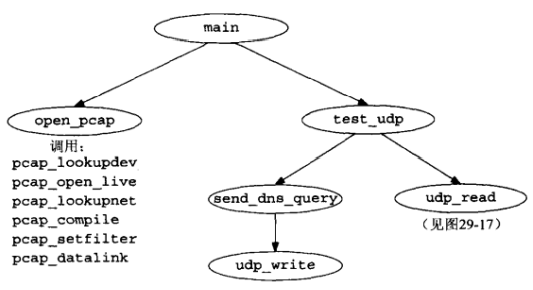 main
open_pcap
test_udp
调用：
pcap_lookupdev
pcap_open_live
pcap_lookupnet
pcap_compile
pcap_setfilter
pcap_datalink
send_dns_query
udp_read
（见图29-17）
udp_write